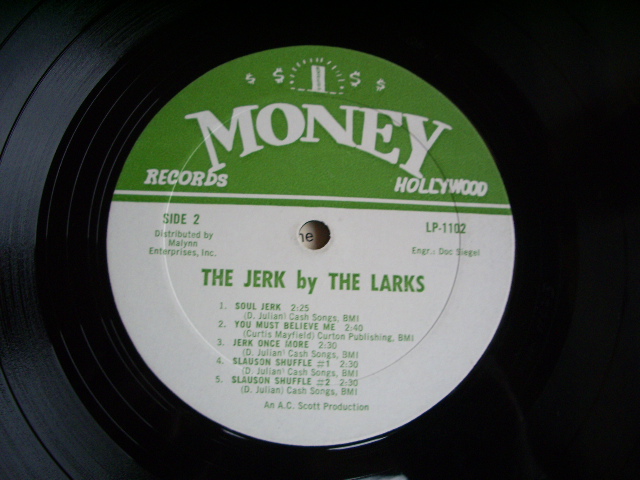 $ $ 1 $ $
MONEY
RECORDS HOLLYWOOD
SIDE 2 LP-1102
Distributed by
Malynn
Enterprises, Inc.
Engr.: Doc Siegel
ne
THE JERK by THE LARKS
1. SOUL JERK 2:25
(D. Julian) Cash Songs, BMI
2. YOU MUST BELIEVE ME 2:40
(Curtis Mayfield) Curton Publishing, BMI
3. JERK ONCE MORE 2:30
(D. Julian) Cash Songs, BMI
4. SLAUSON SHUFFLE #1 2:30
(D. Julian) Cash Songs, BMI
5. SLAUSON SHUFFLE #2 2:30
(D. Julian) Cash Songs, BMI
An A.C. Scott Production